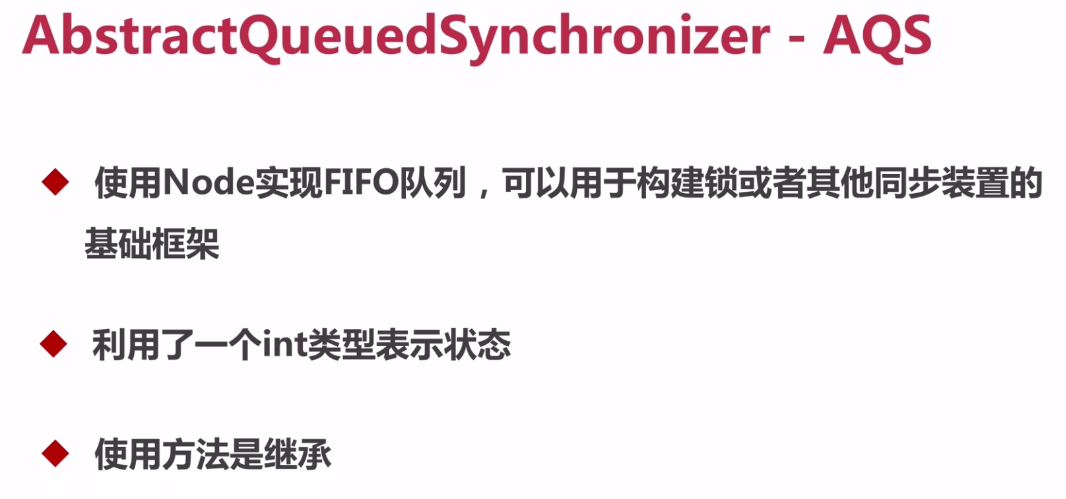 AbstractQueuedSynchronizer - AQS
使用Node实现FIFO队列，可以用于构建锁或者其他同步装置的
基础框架
利用了一个int类型表示状态
使用方法是继承